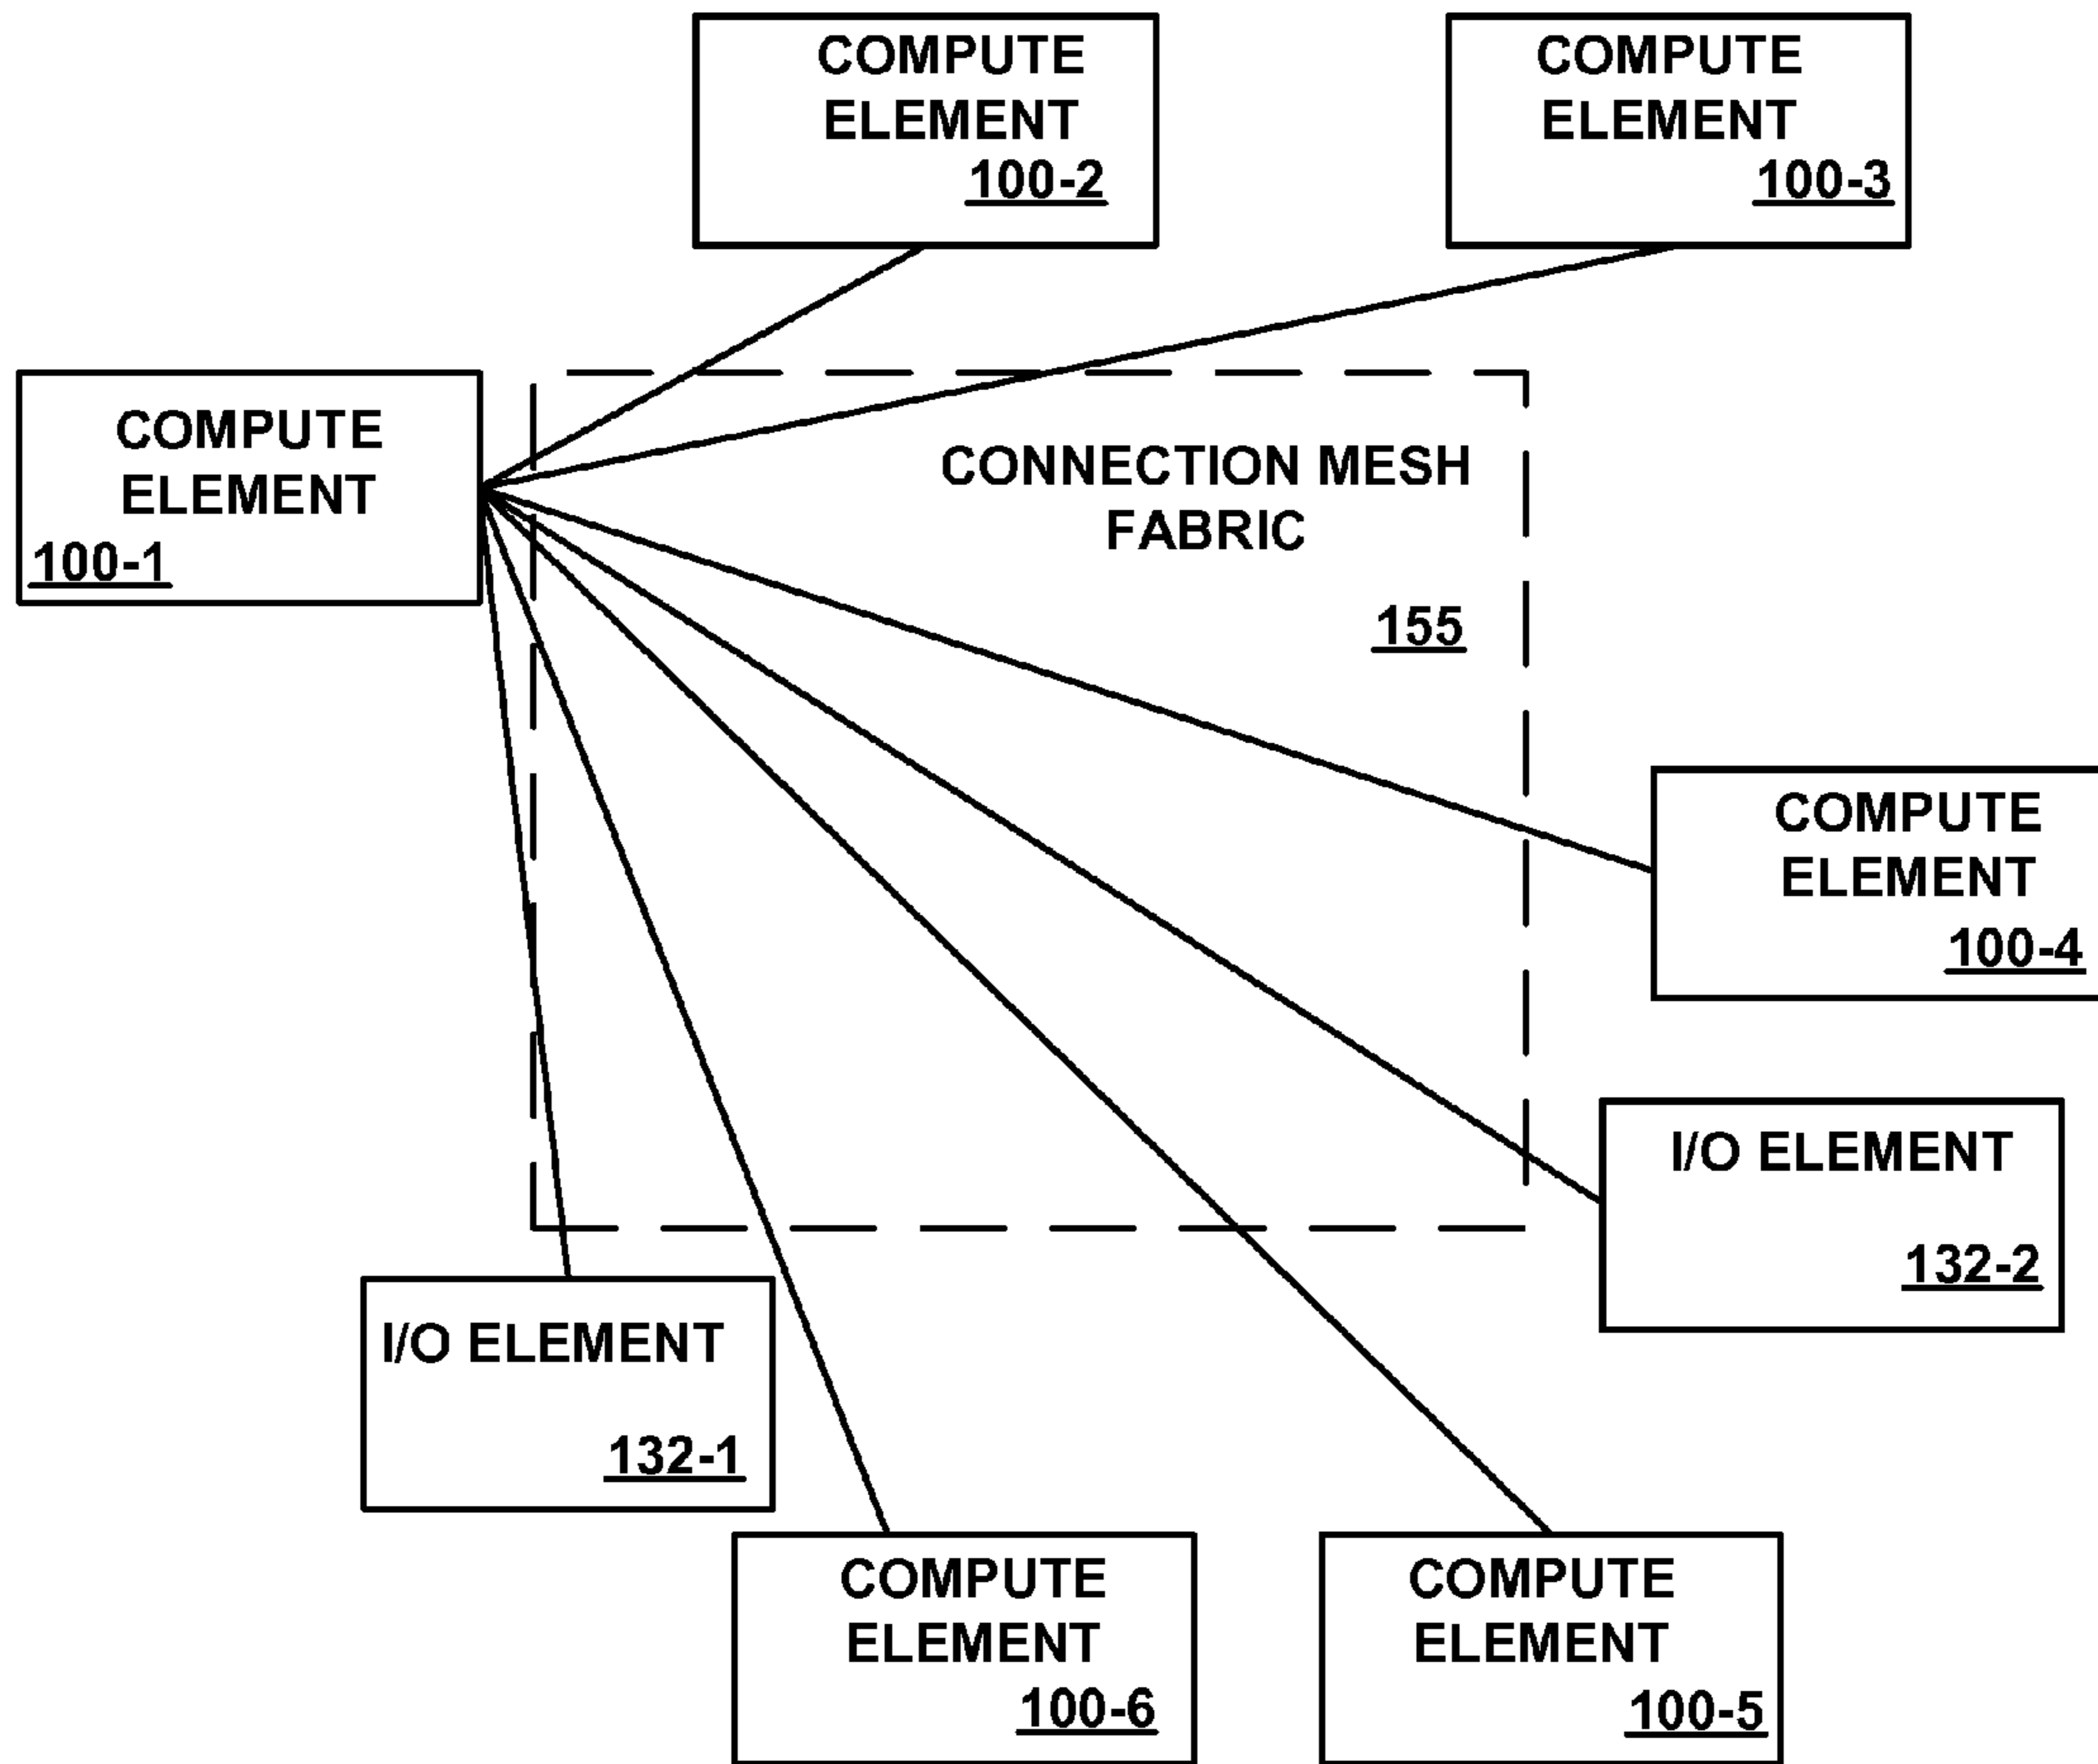 COMPUTE
ELEMENT
100-2
COMPUTE
ELEMENT
100-3
COMPUTE
ELEMENT
100-1
CONNECTION MESH
FABRIC
155
COMPUTE
ELEMENT
100-4
I/O ELEMENT
132-2
I/O ELEMENT
132-1
COMPUTE
ELEMENT
100-6
COMPUTE
ELEMENT
100-5